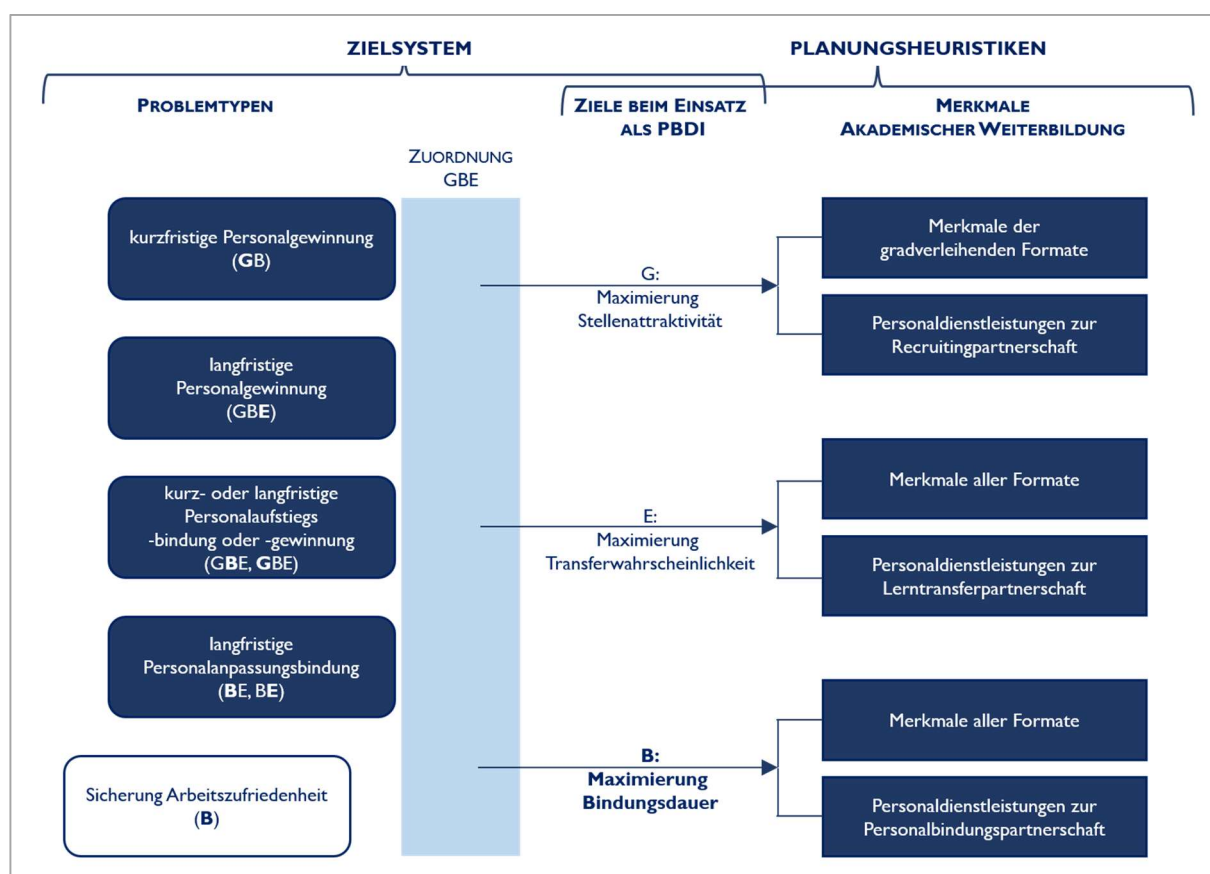 ZIELSYSTEM
PLANUNGSHEURISTIKEN
PROBLEMTYPEN
ZIELE BEIM EINSATZ
ALS PBDI
MERKMALE
AKADEMISCHER WEITERBILDUNG
ZUORDNUNG
GBE
kurzfristige Personalgewinnung
(GB)
langfristige
Personalgewinnung
(GBE)
kurz- oder langfristige
Personalaufstiegs
-bindung oder -gewinnung
(GBE, GBE)
langfristige
Personalanpassungsbindung
(BE, BE)
Sicherung Arbeitszufriedenheit
(B)
G:
Maximierung
Stellenattraktivität
E:
Maximierung
Transferwahrscheinlichkeit
B:
Maximierung
Bindungsdauer
Merkmale der
gradverleihenden Formate
Personaldienstleistungen zur
Recruitingpartnerschaft
Merkmale aller Formate
Personaldienstleistungen zur
Lerntransferpartnerschaft
Merkmale aller Formate
Personaldienstleistungen zur
Personalbindungspartnerschaft